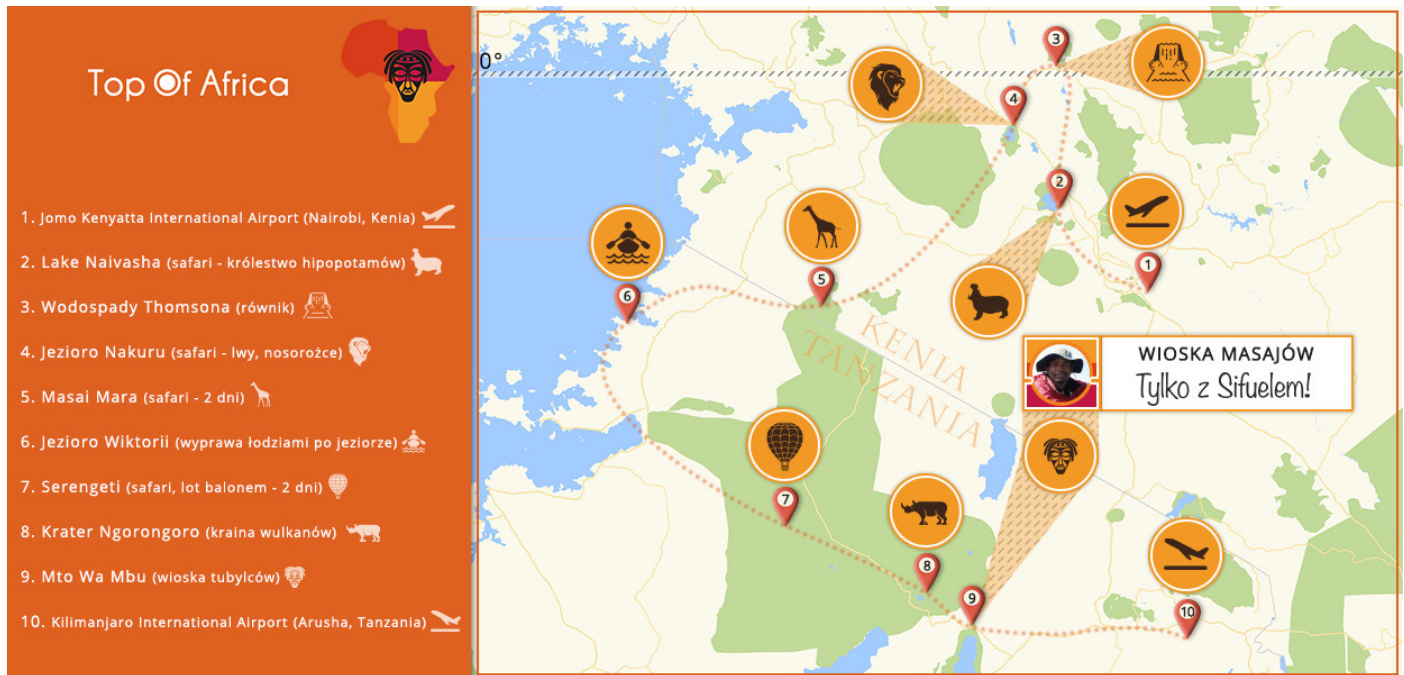 Top Of Africa
1. Jomo Kenyatta International Airport (Nairobi, Kenia)
2. Lake Naivasha (safari - królestwo hipopotamów)
3. Wodospady Thomsona (równik)
4. Jezioro Nakuru (safari - lwy, nosorożce)
5. Masai Mara (safari - 2 dni)
6. Jezioro Wiktorii (wyprawa łodziami po jeziorze)
7. Serengeti (safari, lot balonem - 2 dni)
8. Krater Ngorongoro (kraina wulkanów)
9. Mto Wa Mbu (wioska tubylców)
10. Kilimanjaro International Airport (Arusha, Tanzania)
0°
3
4
2
1
5
6
KENIA
TANZANIA
WIOSKA MASAJÓW
Tylko z Sifuelem!
7
8
9
10